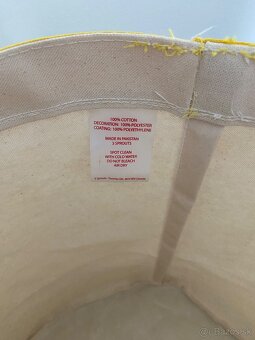 100% COTTON
DECORATION: 100% POLYESTER
COATING: 100% POLYETHYLENE
MADE IN PAKISTAN
3 SPROUTS
SPOT CLEAN
WITH COLD WATER
DO NOT BLEACH
AIR DRY